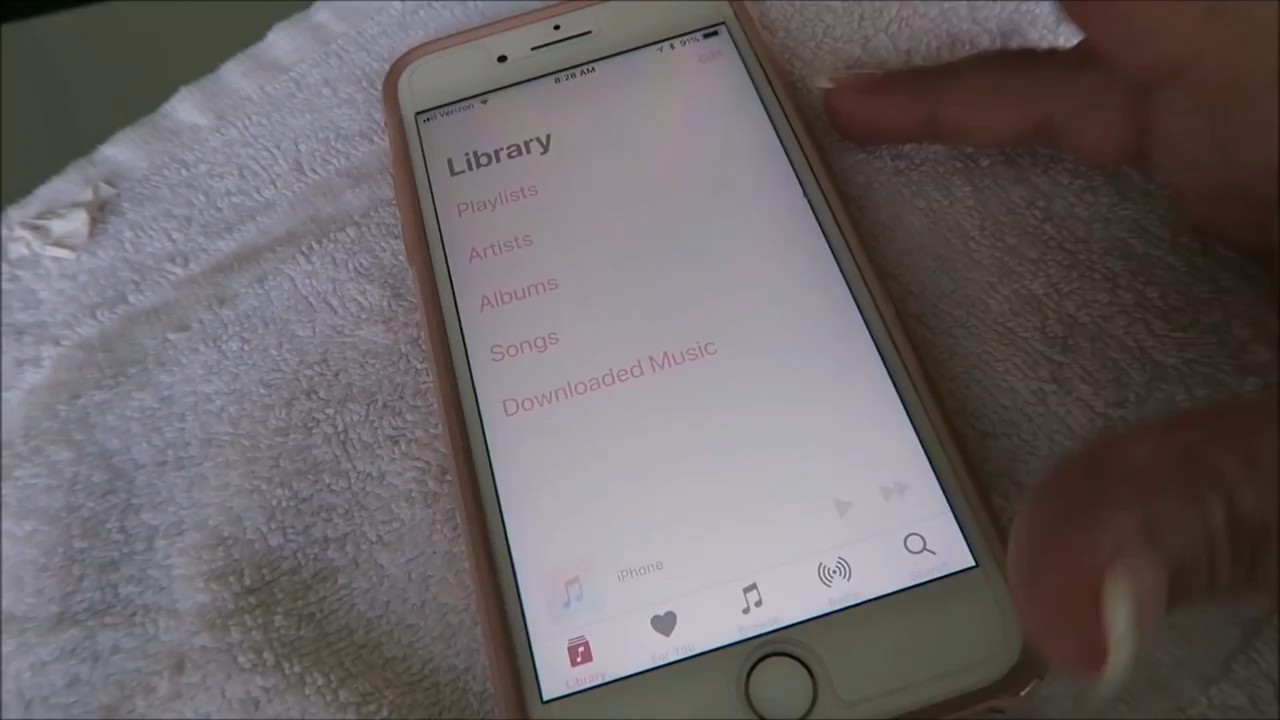 Verizon
8:28 AM
91%
Edit
Library
Playlists
Artists
Albums
Songs
Downloaded Music
iPhone
Library
For You
Browse
Radio
Search